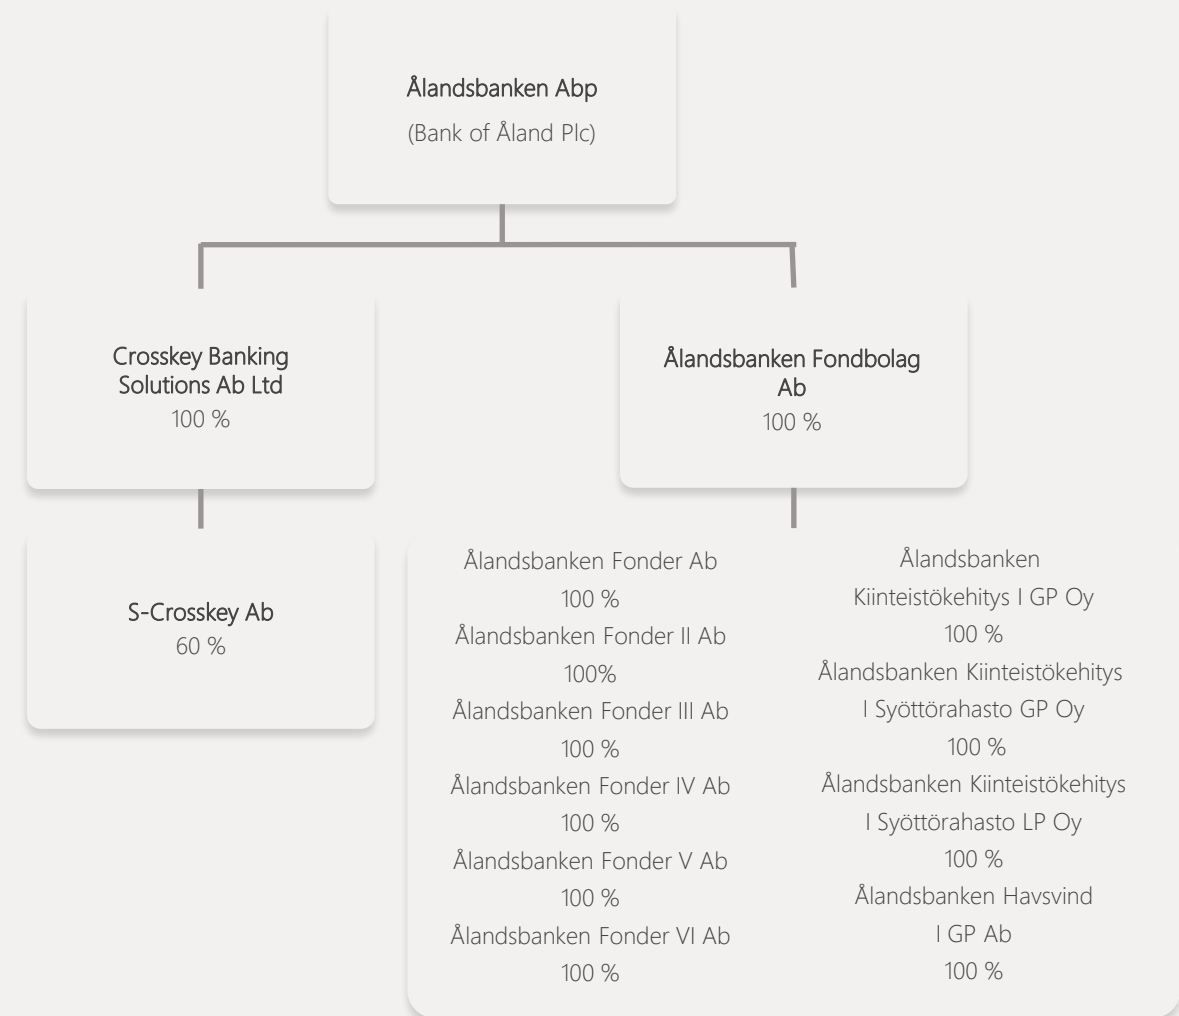 Ålandsbanken Abp
(Bank of Åland Plc)
Crosskey Banking
Solutions Ab Ltd
100 %
Ålandsbanken Fondbolag
Ab
100 %
S-Crosskey Ab
60 %
Ålandsbanken Fonder Ab
100 %
Ålandsbanken Fonder II Ab
100%
Ålandsbanken Fonder III Ab
100 %
Ålandsbanken Fonder IV Ab
100 %
Ålandsbanken Fonder V Ab
100 %
Ålandsbanken Fonder VI Ab
100 %
Ålandsbanken
Kiinteistökehitys I GP Oy
100 %
Ålandsbanken Kiinteistökehitys
I Syöttörahasto GP Oy
100 %
Ålandsbanken Kiinteistökehitys
I Syöttörahasto LP Oy
100 %
Ålandsbanken Havsvind
I GP Ab
100 %